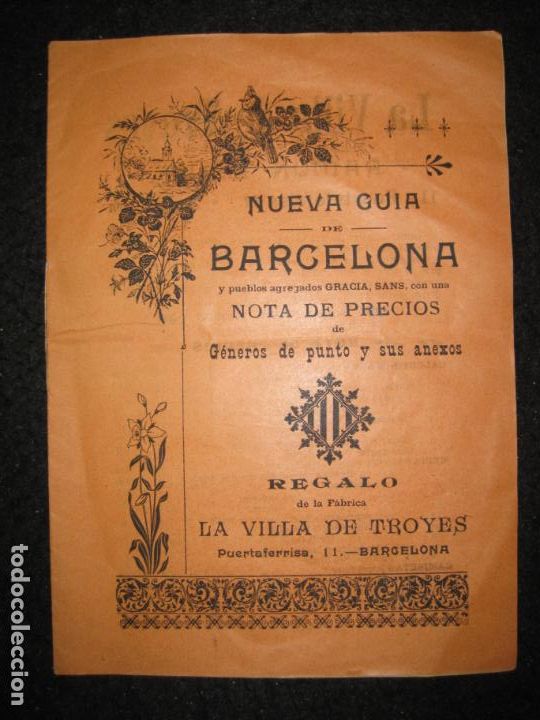 NUEVA GUIA
DE
BARCELONA
y pueblos agregados GRACIA, SANS, con una
NOTA DE PRECIOS
de
Géneros de punto y sus anexos
REGALO
de la Fábrica
LA VILLA DE TROYES
Puertaferrisa, 11.—BARCELONA
todocoleccion